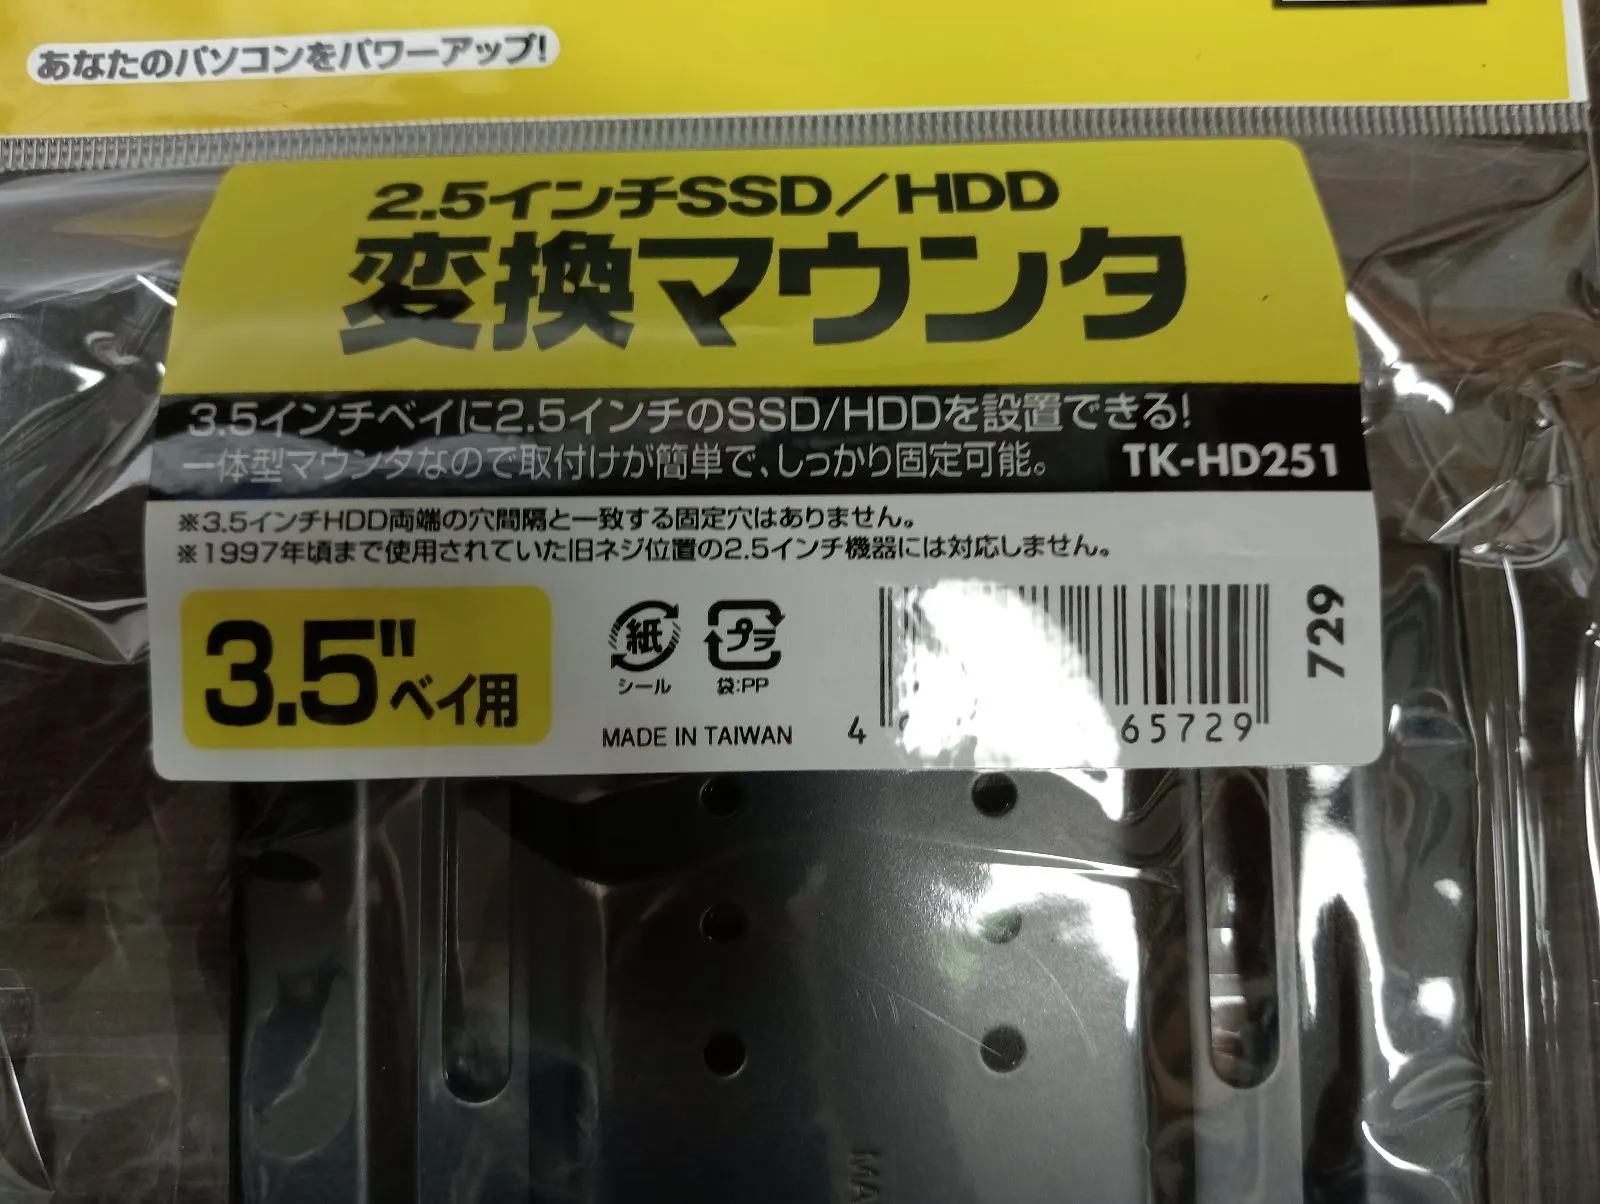 あなたのパソコンをパワーアップ!
2.5インチSSD/HDD
変換マウンタ
3.5インチベイに2.5インチのSSD/HDDを設置できる!
一体型マウンタなので取付けが簡単で、しっかり固定可能。
TK-HD251
※3.5インチHDD両端の穴間隔と一致する固定穴はありません。
※1997年頃まで使用されていた旧ネジ位置の2.5インチ機器には対応しません。
3.5"ベイ用
紙
シール
プラ
袋:PP
MADE IN TAIWAN
4
65729
729